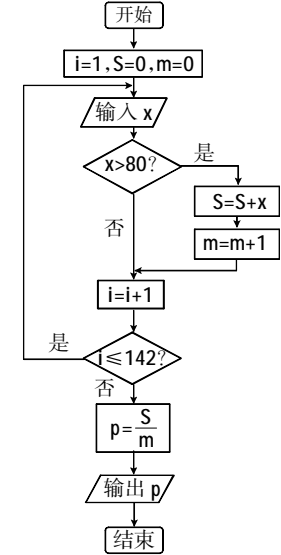 开始
i=1,S=0,m=0
输入 x
x>80?
是
S=S+x
否
m=m+1
i=i+1
是
i≤142?
否
p=S/m
输出 p
结束